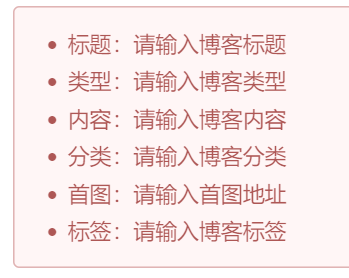 标题：请输入博客标题
类型：请输入博客类型
内容：请输入博客内容
分类：请输入博客分类
首图：请输入首图地址
标签：请输入博客标签